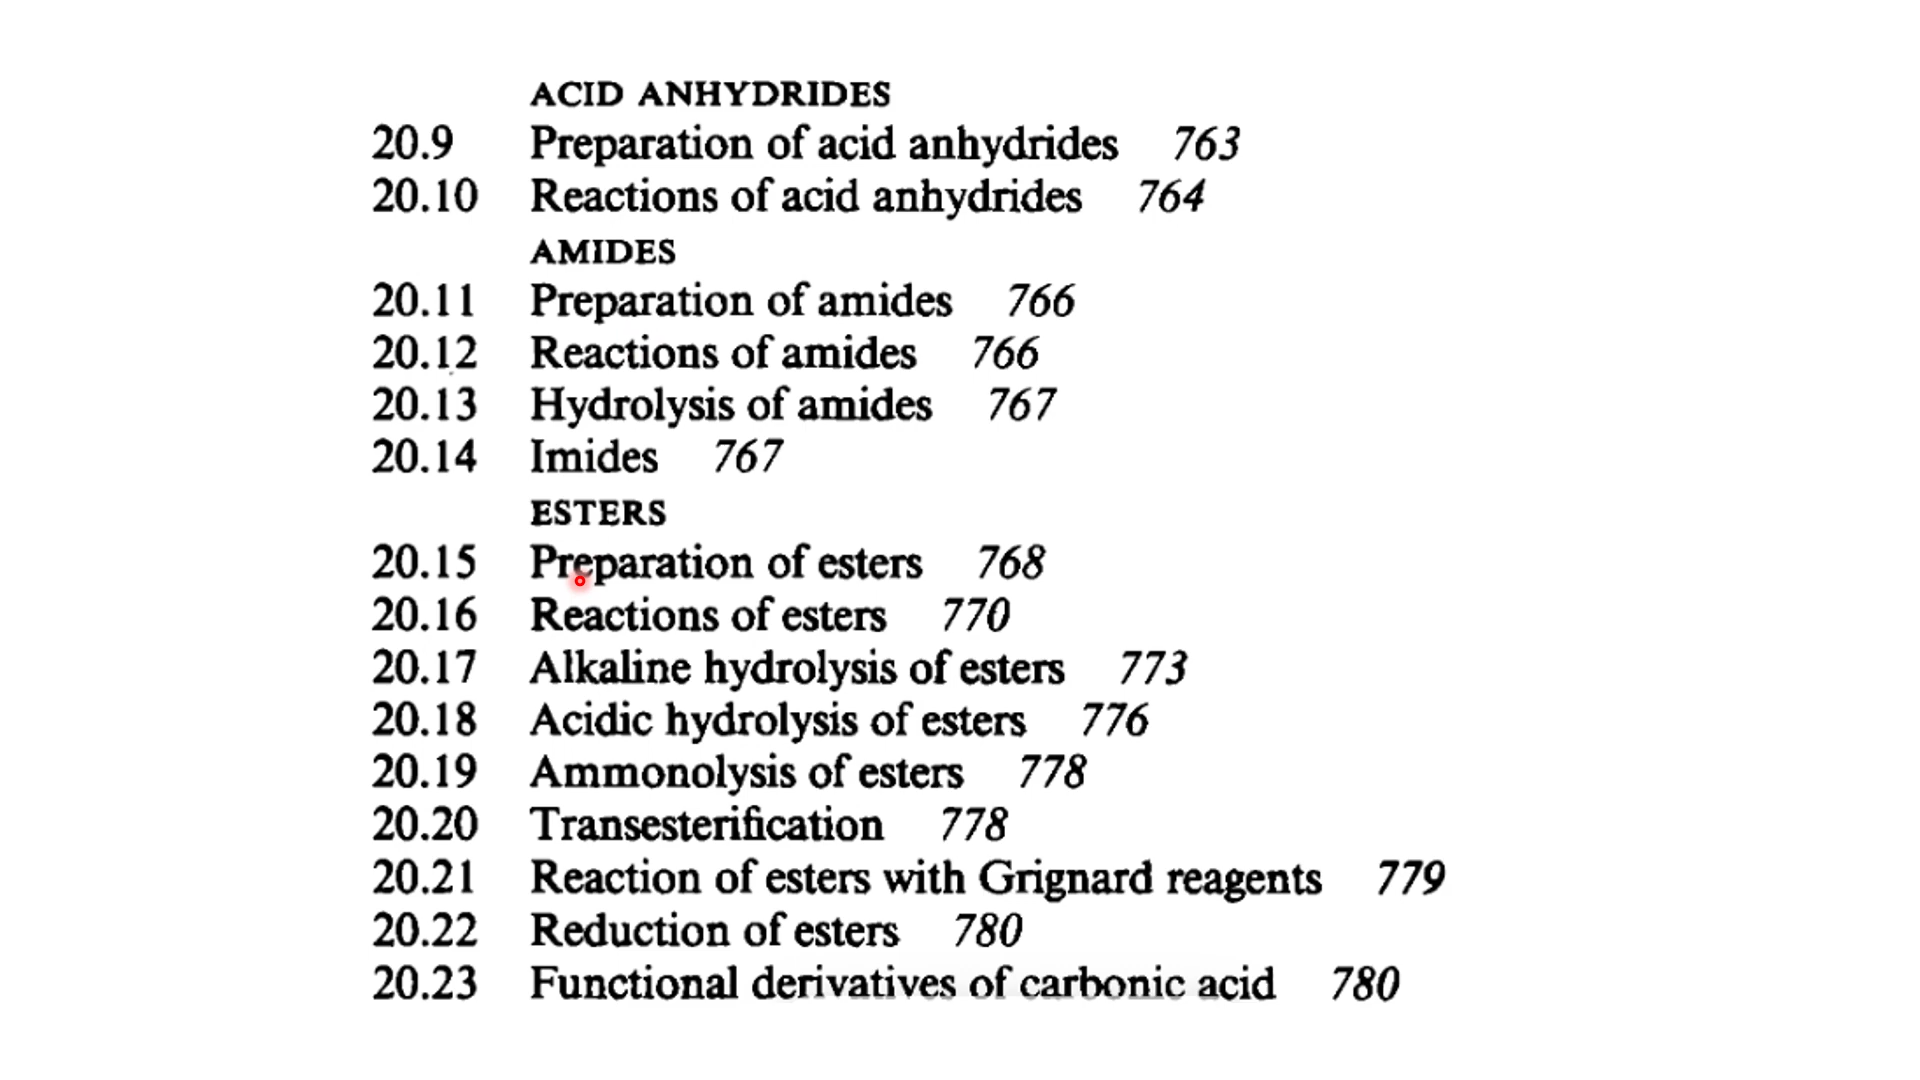 ACID ANHYDRIDES
20.9 Preparation of acid anhydrides 763
20.10 Reactions of acid anhydrides 764
AMIDES
20.11 Preparation of amides 766
20.12 Reactions of amides 766
20.13 Hydrolysis of amides 767
20.14 Imides 767
ESTERS
20.15 Preparation of esters 768
20.16 Reactions of esters 770
20.17 Alkaline hydrolysis of esters 773
20.18 Acidic hydrolysis of esters 776
20.19 Ammonolysis of esters 778
20.20 Transesterification 778
20.21 Reaction of esters with Grignard reagents 779
20.22 Reduction of esters 780
20.23 Functional derivatives of carbonic acid 780